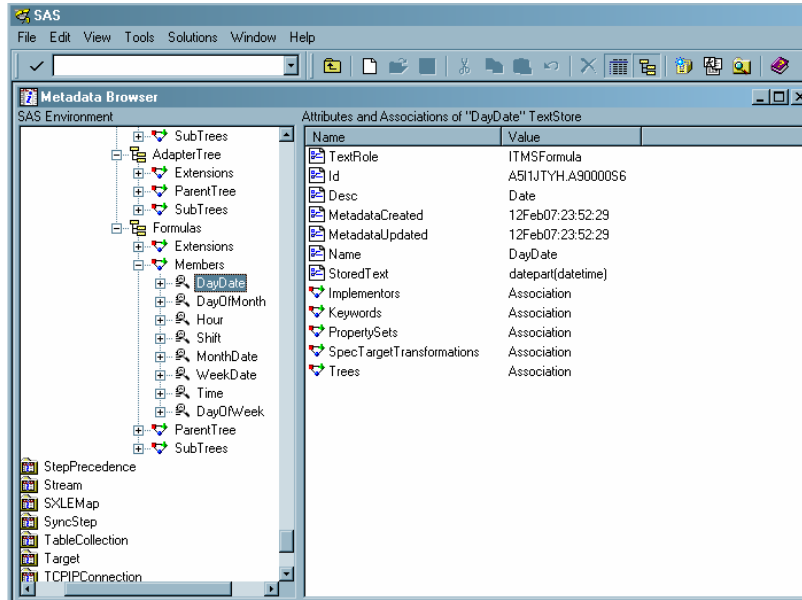 SAS
File Edit View Tools Solutions Window Help
Metadata Browser
SAS Environment
SubTrees
AdapterTree
Extensions
ParentTree
SubTrees
Formulas
Extensions
Members
DayDate
DayOfMonth
Hour
Shift
MonthDate
WeekDate
Time
DayOfWeek
ParentTree
SubTrees
StepPrecedence
Stream
SXLEMap
SyncStep
TableCollection
Target
TCPIPConnection
Attributes and Associations of "DayDate" TextStore
Name Value
TextRole ITMSFormula
Id A5I1JTYH.A90000S6
Desc Date
MetadataCreated 12Feb07:23:52:29
MetadataUpdated 12Feb07:23:52:29
Name DayDate
StoredText datepart(datetime)
Implementors Association
Keywords Association
PropertySets Association
SpecTargetTransformations Association
Trees Association